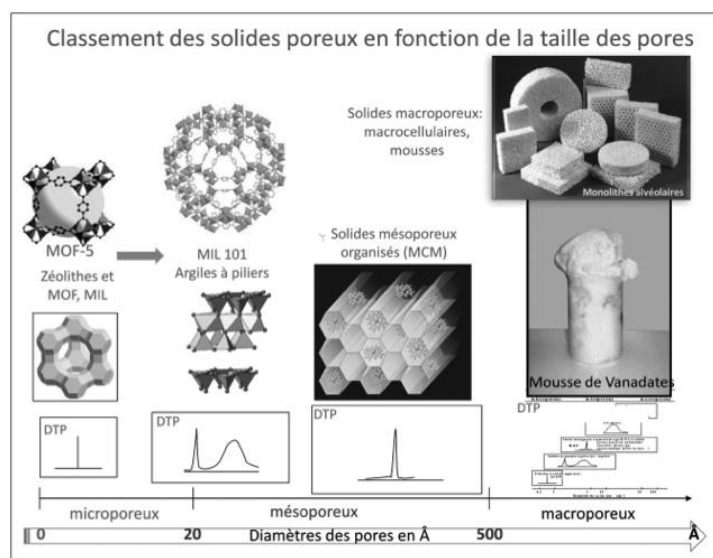 Classement des solides poreux en fonction de la taille des pores
Solides macroporeux:
macrocellulaires,
mousses
Monolithes alvéolaires
MOF-5
Zéolithes et
MOF, MIL
MIL 101
Argiles à piliers
Solides mésoporeux
organisés (MCM)
Mousse de Vanadates
DTP
DTP
DTP
DTP
microporeux
mésoporeux
macroporeux
0
20
Diamètres des pores en Å
500
Å